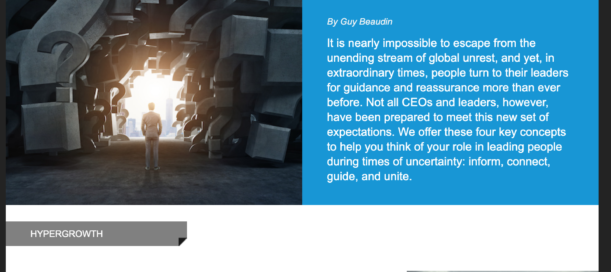 By Guy Beaudin
It is nearly impossible to escape from the
unending stream of global unrest, and yet, in
extraordinary times, people turn to their leaders
for guidance and reassurance more than ever
before. Not all CEOs and leaders, however,
have been prepared to meet this new set of
expectations. We offer these four key concepts
to help you think of your role in leading people
during times of uncertainty: inform, connect,
guide, and unite.
HYPERGROWTH